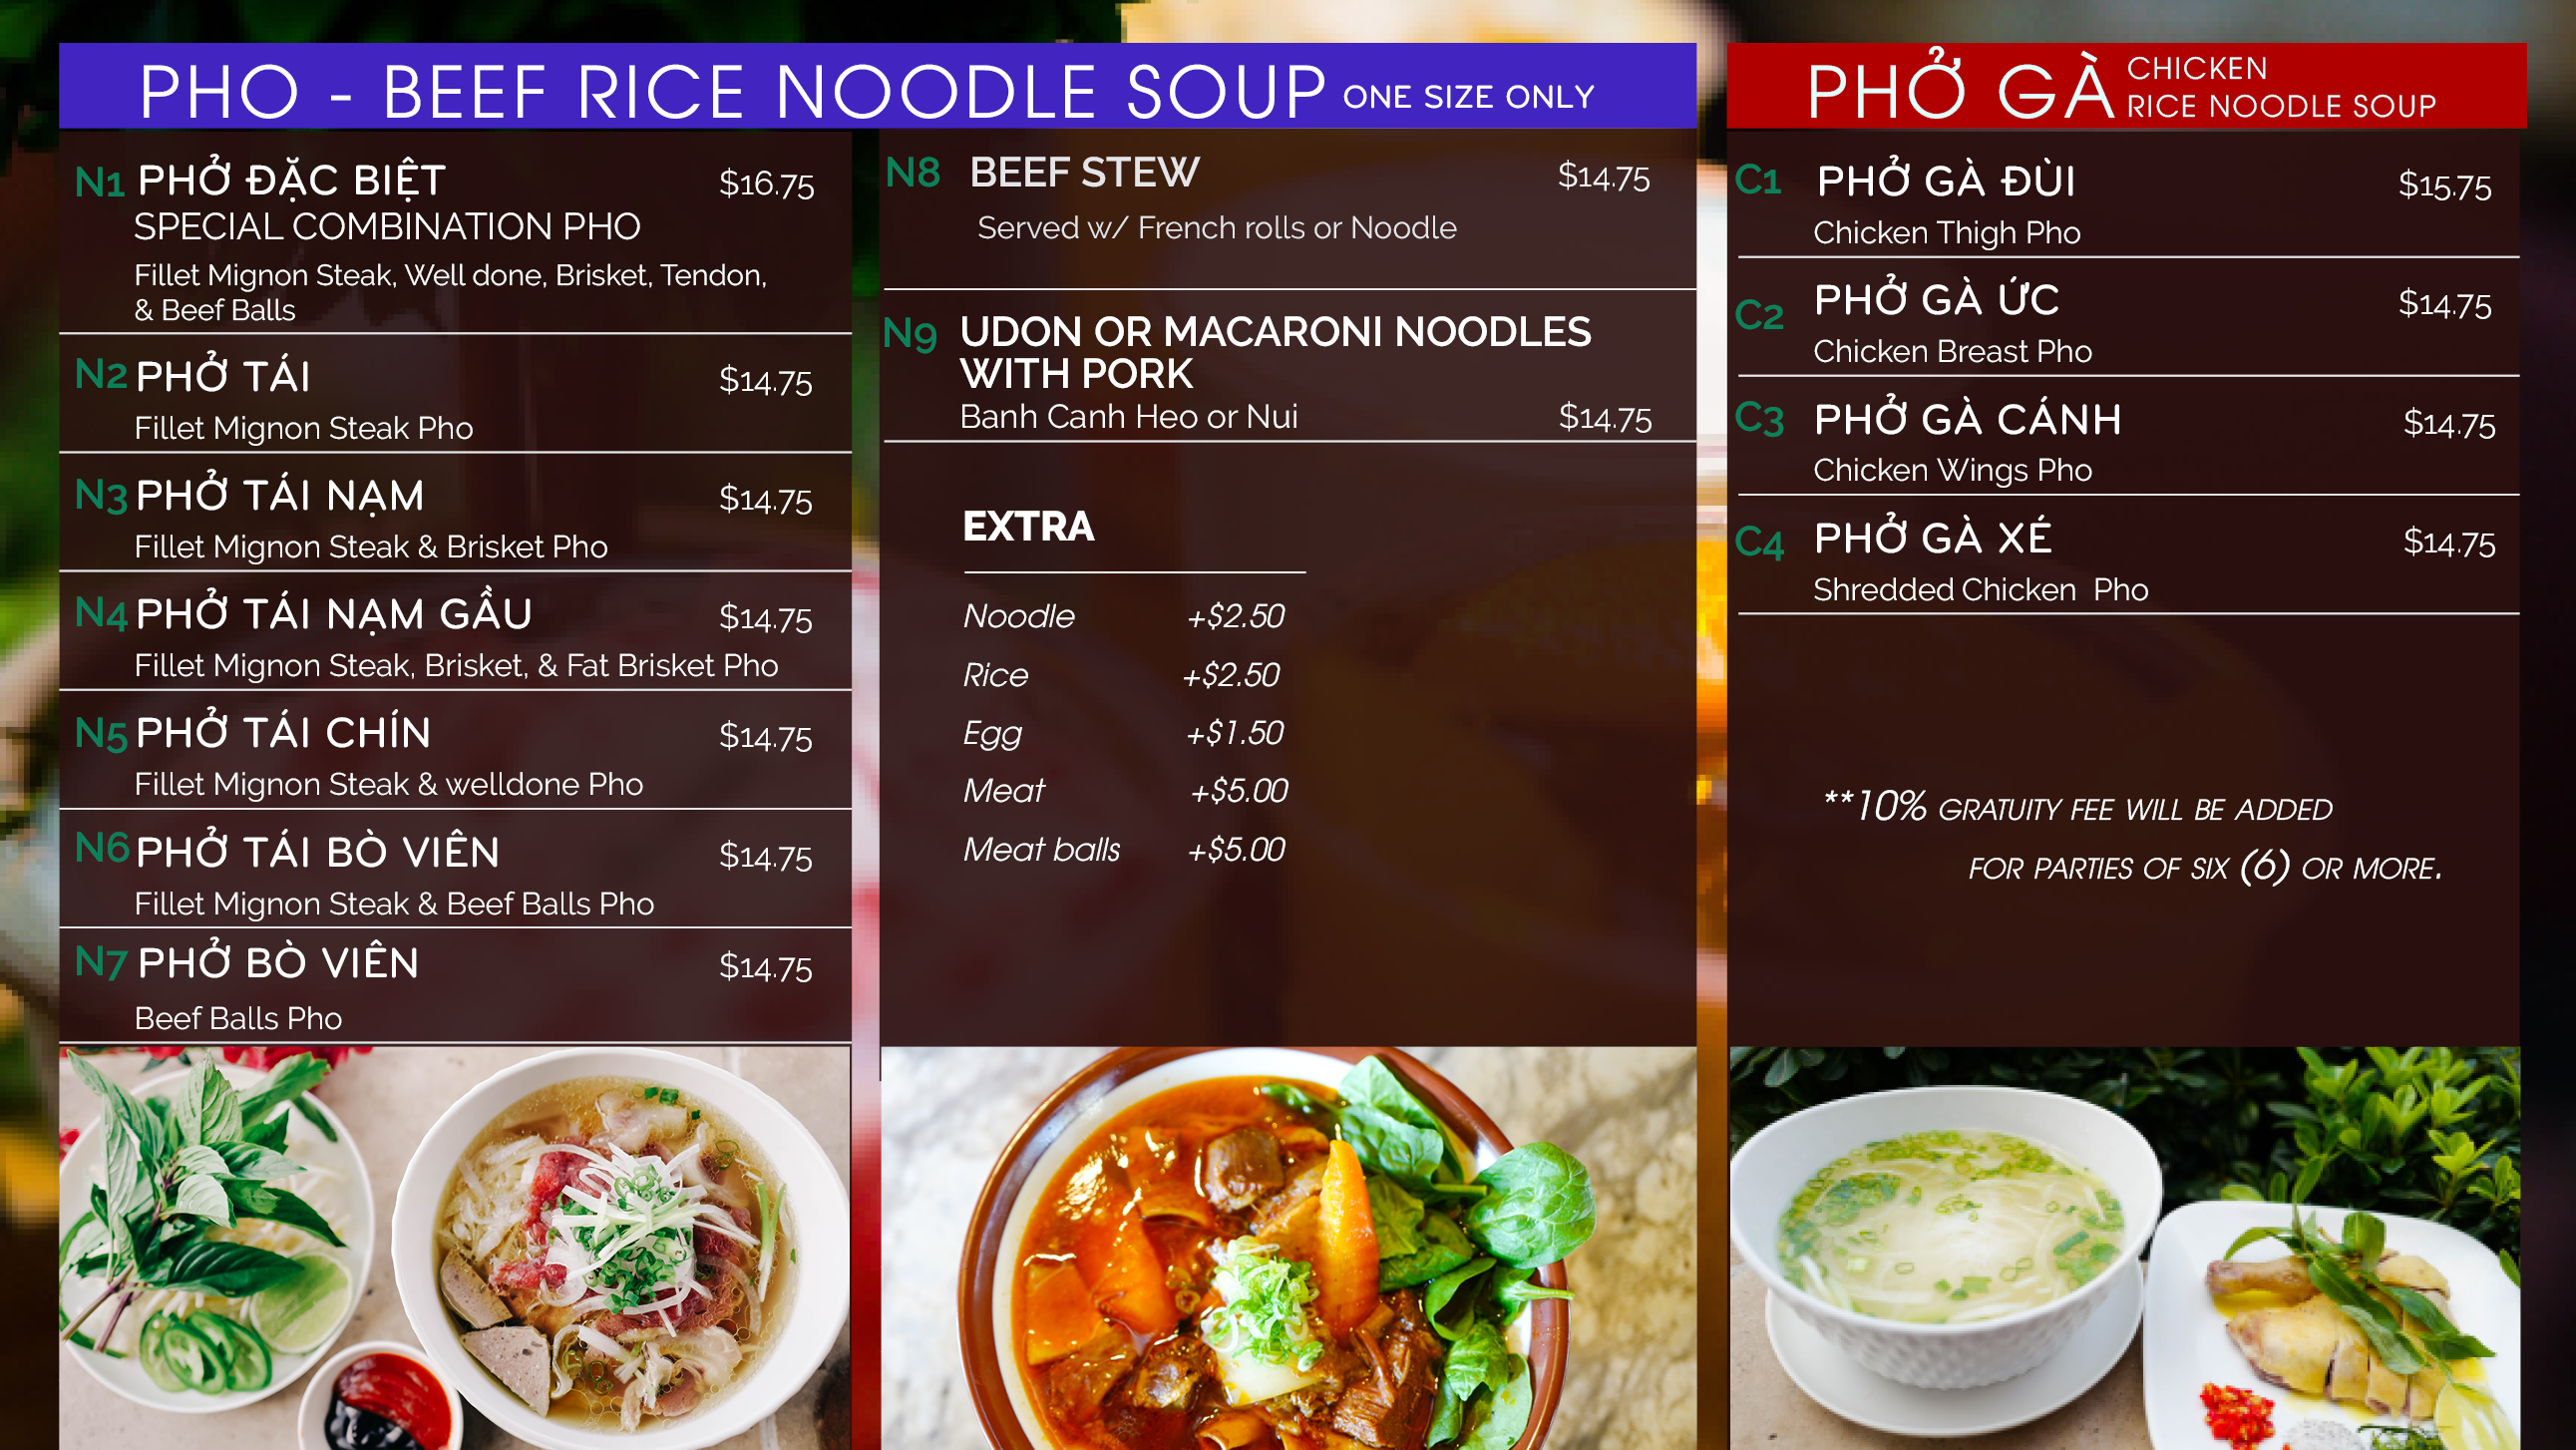 PHO - BEEF RICE NOODLE SOUP ONE SIZE ONLY
N1 PHỞ ĐẶC BIỆT $16.75
SPECIAL COMBINATION PHO
Fillet Mignon Steak, Well done, Brisket, Tendon,
& Beef Balls
N2 PHỞ TÁI $14.75
Fillet Mignon Steak Pho
N3 PHỞ TÁI NẠM $14.75
Fillet Mignon Steak & Brisket Pho
N4 PHỞ TÁI NẠM GẦU $14.75
Fillet Mignon Steak, Brisket, & Fat Brisket Pho
N5 PHỞ TÁI CHÍN $14.75
Fillet Mignon Steak & welldone Pho
N6 PHỞ TÁI BÒ VIÊN $14.75
Fillet Mignon Steak & Beef Balls Pho
N7 PHỞ BÒ VIÊN $14.75
Beef Balls Pho
N8 BEEF STEW $14.75
Served w/ French rolls or Noodle
N9 UDON OR MACARONI NOODLES
WITH PORK
Banh Canh Heo or Nui $14.75
EXTRA
Noodle +$2.50
Rice +$2.50
Egg +$1.50
Meat +$5.00
Meat balls +$5.00
PHỞ GÀ CHICKEN
RICE NOODLE SOUP
C1 PHỞ GÀ ĐÙI $15.75
Chicken Thigh Pho
C2 PHỞ GÀ ỨC $14.75
Chicken Breast Pho
C3 PHỞ GÀ CÁNH $14.75
Chicken Wings Pho
C4 PHỞ GÀ XÉ $14.75
Shredded Chicken  Pho
**10% GRATUITY FEE WILL BE ADDED
FOR PARTIES OF SIX (6) OR MORE.